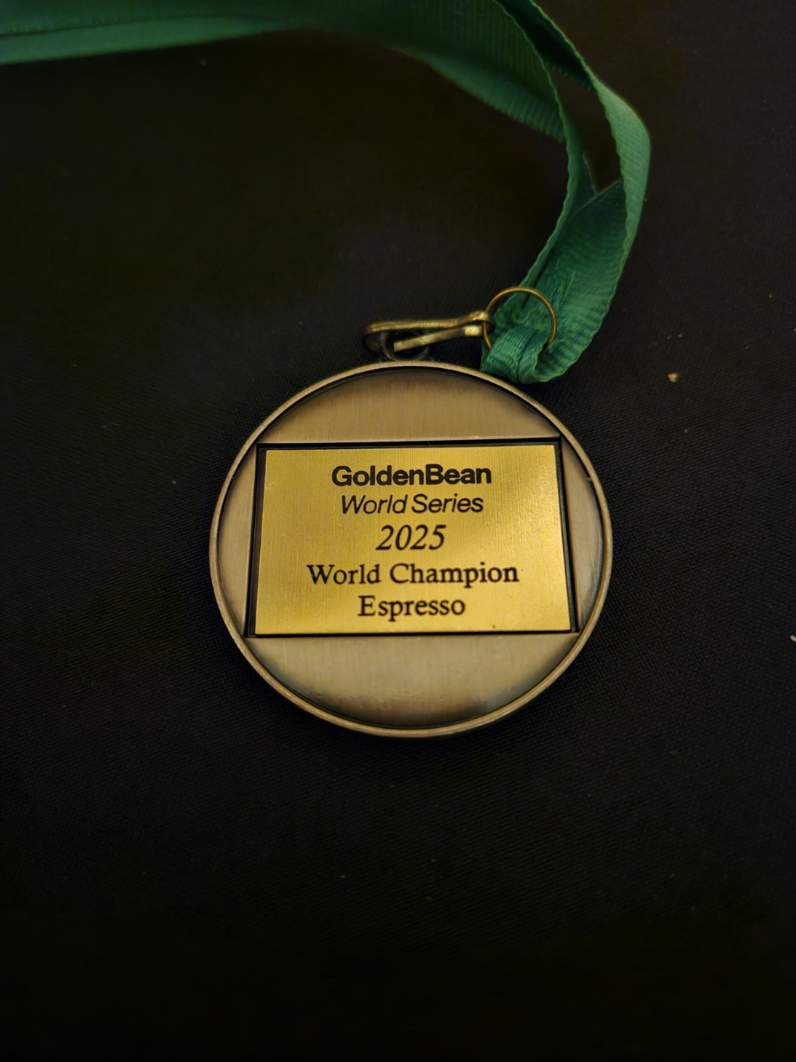 GoldenBean
World Series
2025
World Champion
Espresso